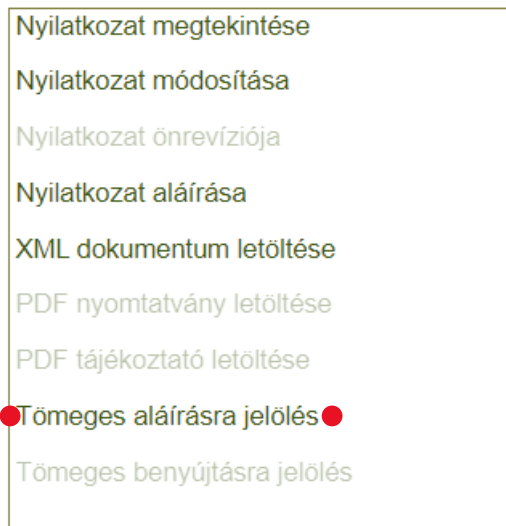 Nyilatkozat megtekintése
Nyilatkozat módosítása
Nyilatkozat önrevíziója
Nyilatkozat aláírása
XML dokumentum letöltése
PDF nyomtatvány letöltése
PDF tájékoztató letöltése
Tömeges aláírásra jelölés
Tömeges benyújtásra jelölés